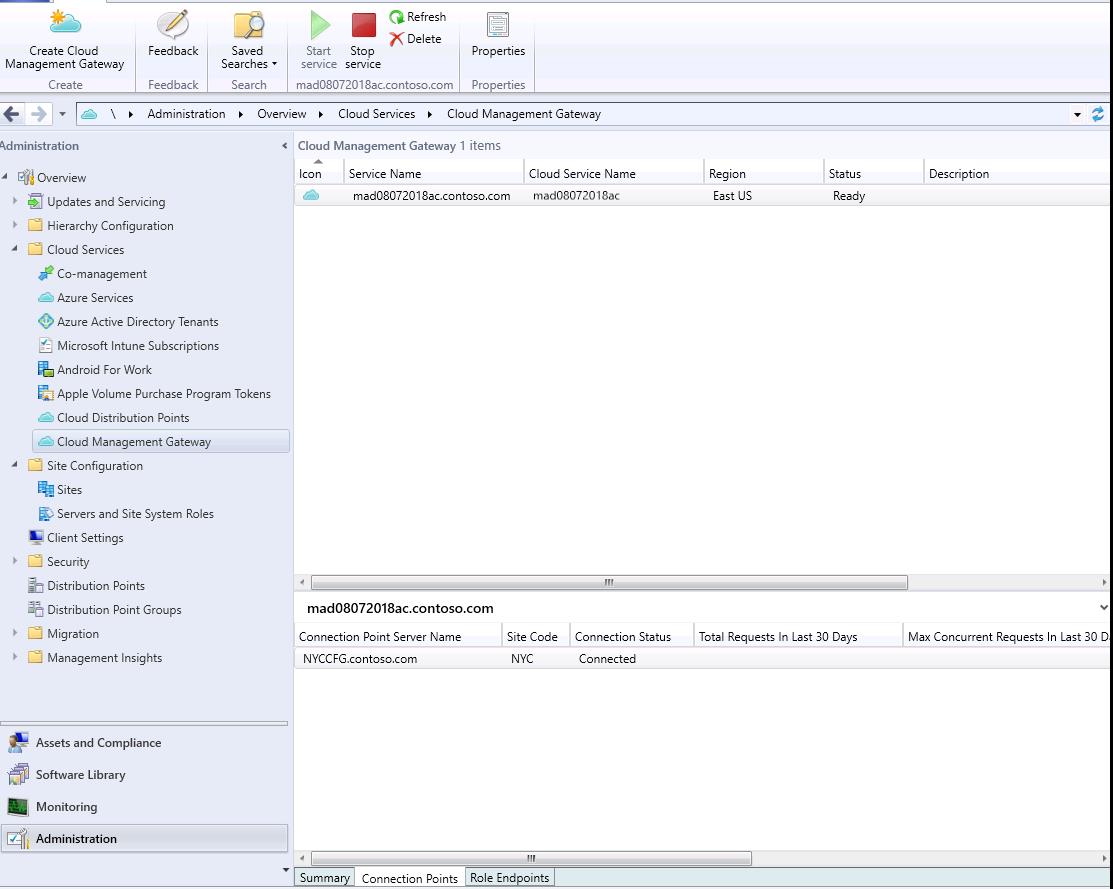 Create Cloud
Management Gateway
Create
Feedback
Feedback
Saved
Searches
Search
Start
service
Stop
service
Refresh
Delete
mad08072018ac.contoso.com
Properties
Properties
\ Administration Overview Cloud Services Cloud Management Gateway
Administration
Overview
Updates and Servicing
Hierarchy Configuration
Cloud Services
Co-management
Azure Services
Azure Active Directory Tenants
Microsoft Intune Subscriptions
Android For Work
Apple Volume Purchase Program Tokens
Cloud Distribution Points
Cloud Management Gateway
Site Configuration
Sites
Servers and Site System Roles
Client Settings
Security
Distribution Points
Distribution Point Groups
Migration
Management Insights
Assets and Compliance
Software Library
Monitoring
Administration
Cloud Management Gateway 1 items
Icon Service Name Cloud Service Name Region Status Description
mad08072018ac.contoso.com mad08072018ac East US Ready
mad08072018ac.contoso.com
Connection Point Server Name Site Code Connection Status Total Requests In Last 30 Days Max Concurrent Requests In Last 30 D
NYCCFG.contoso.com NYC Connected
Summary Connection Points Role Endpoints